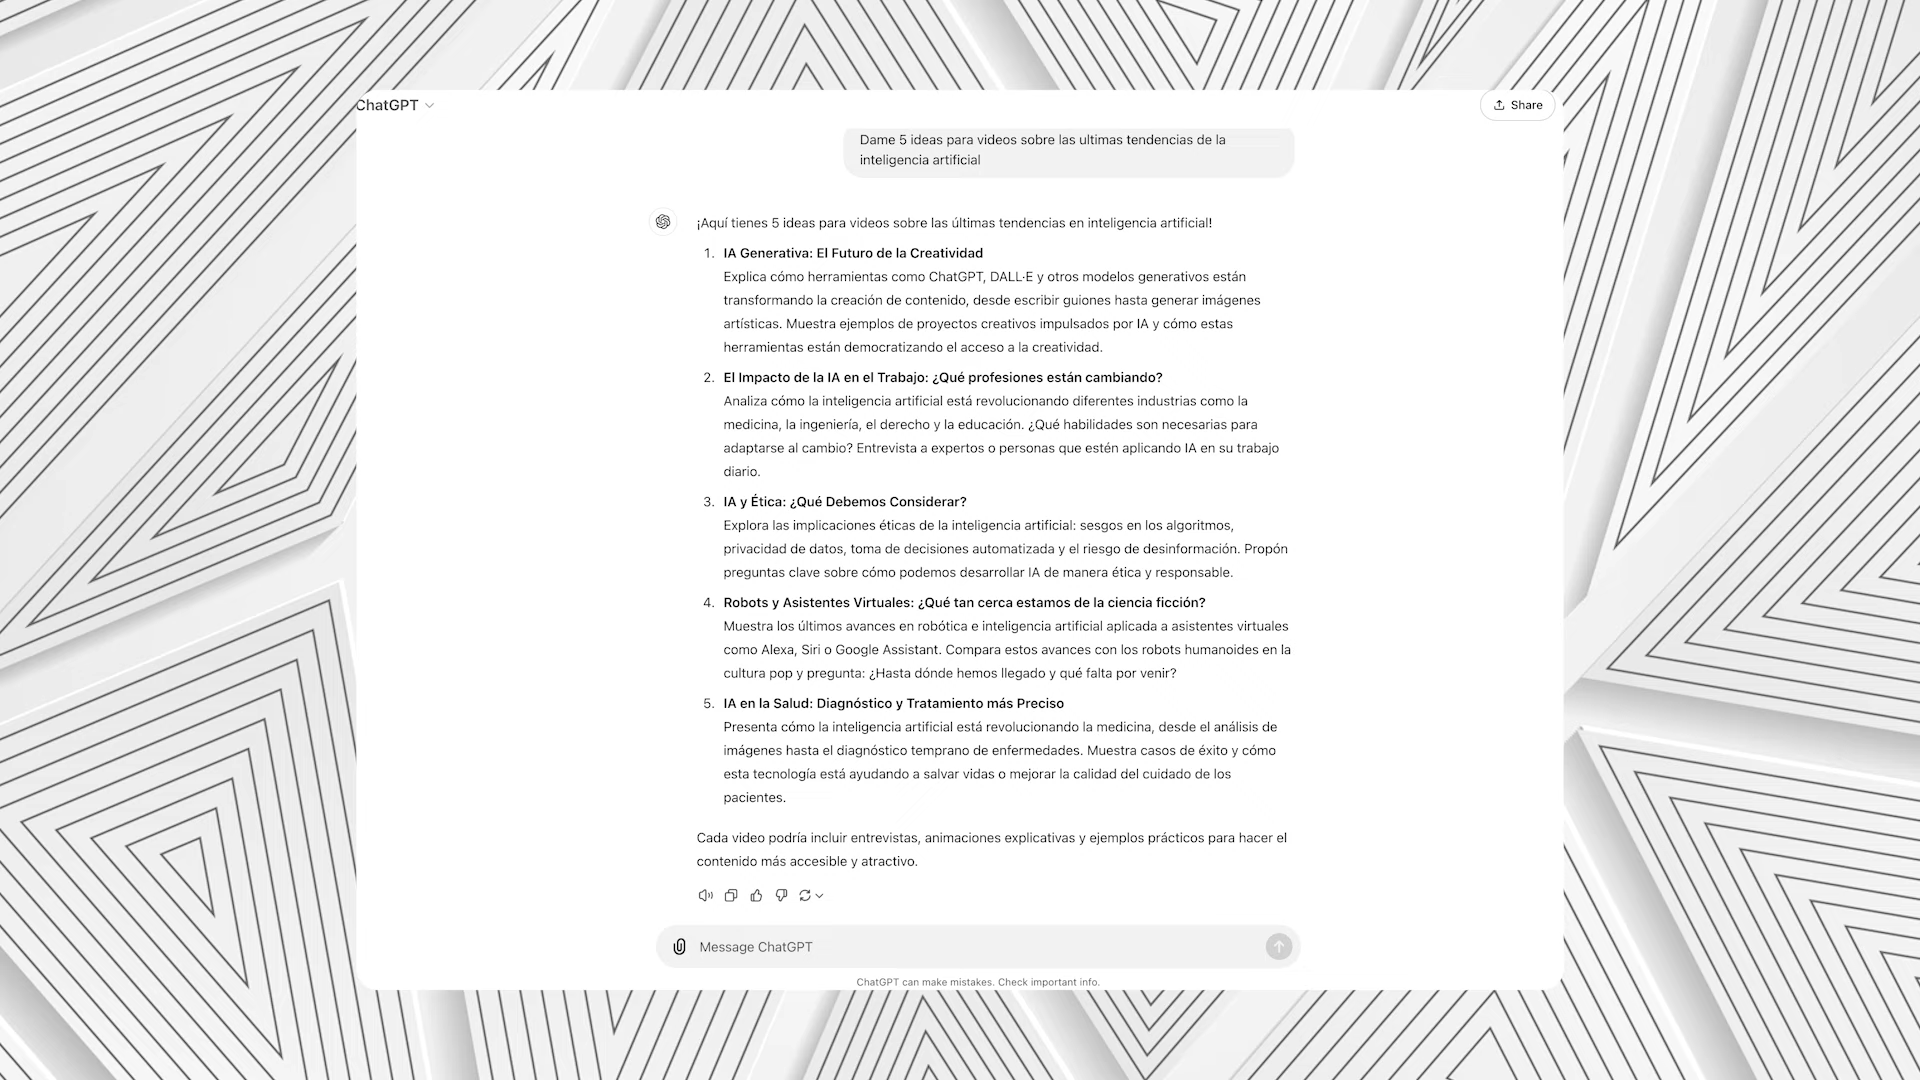 ChatGPT
Share
Dame 5 ideas para videos sobre las ultimas tendencias de la
inteligencia artificial
¡Aquí tienes 5 ideas para videos sobre las últimas tendencias en inteligencia artificial!
1. IA Generativa: El Futuro de la Creatividad
Explica cómo herramientas como ChatGPT, DALL·E y otros modelos generativos están
transformando la creación de contenido, desde escribir guiones hasta generar imágenes
artísticas. Muestra ejemplos de proyectos creativos impulsados por IA y cómo estas
herramientas están democratizando el acceso a la creatividad.
2. El Impacto de la IA en el Trabajo: ¿Qué profesiones están cambiando?
Analiza cómo la inteligencia artificial está revolucionando diferentes industrias como la
medicina, la ingeniería, el derecho y la educación. ¿Qué habilidades son necesarias para
adaptarse al cambio? Entrevista a expertos o personas que estén aplicando IA en su trabajo
diario.
3. IA y Ética: ¿Qué Debemos Considerar?
Explora las implicaciones éticas de la inteligencia artificial: sesgos en los algoritmos,
privacidad de datos, toma de decisiones automatizada y el riesgo de desinformación. Propón
preguntas clave sobre cómo podemos desarrollar IA de manera ética y responsable.
4. Robots y Asistentes Virtuales: ¿Qué tan cerca estamos de la ciencia ficción?
Muestra los últimos avances en robótica e inteligencia artificial aplicada a asistentes virtuales
como Alexa, Siri o Google Assistant. Compara estos avances con los robots humanoides en la
cultura pop y pregunta: ¿Hasta dónde hemos llegado y qué falta por venir?
5. IA en la Salud: Diagnóstico y Tratamiento más Preciso
Presenta cómo la inteligencia artificial está revolucionando la medicina, desde el análisis de
imágenes hasta el diagnóstico temprano de enfermedades. Muestra casos de éxito y cómo
esta tecnología está ayudando a salvar vidas o mejorar la calidad del cuidado de los
pacientes.
Cada video podría incluir entrevistas, animaciones explicativas y ejemplos prácticos para hacer el
contenido más accesible y atractivo.
Message ChatGPT
ChatGPT can make mistakes. Check important info.